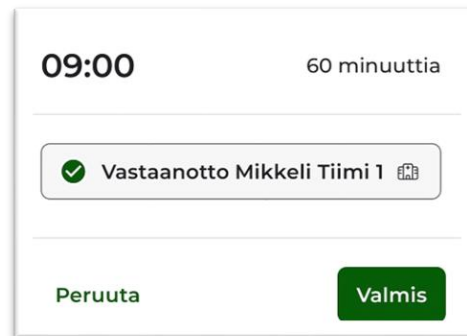 09:00
60 minuuttia
Vastaanotto Mikkeli Tiimi 1
Peruuta
Valmis